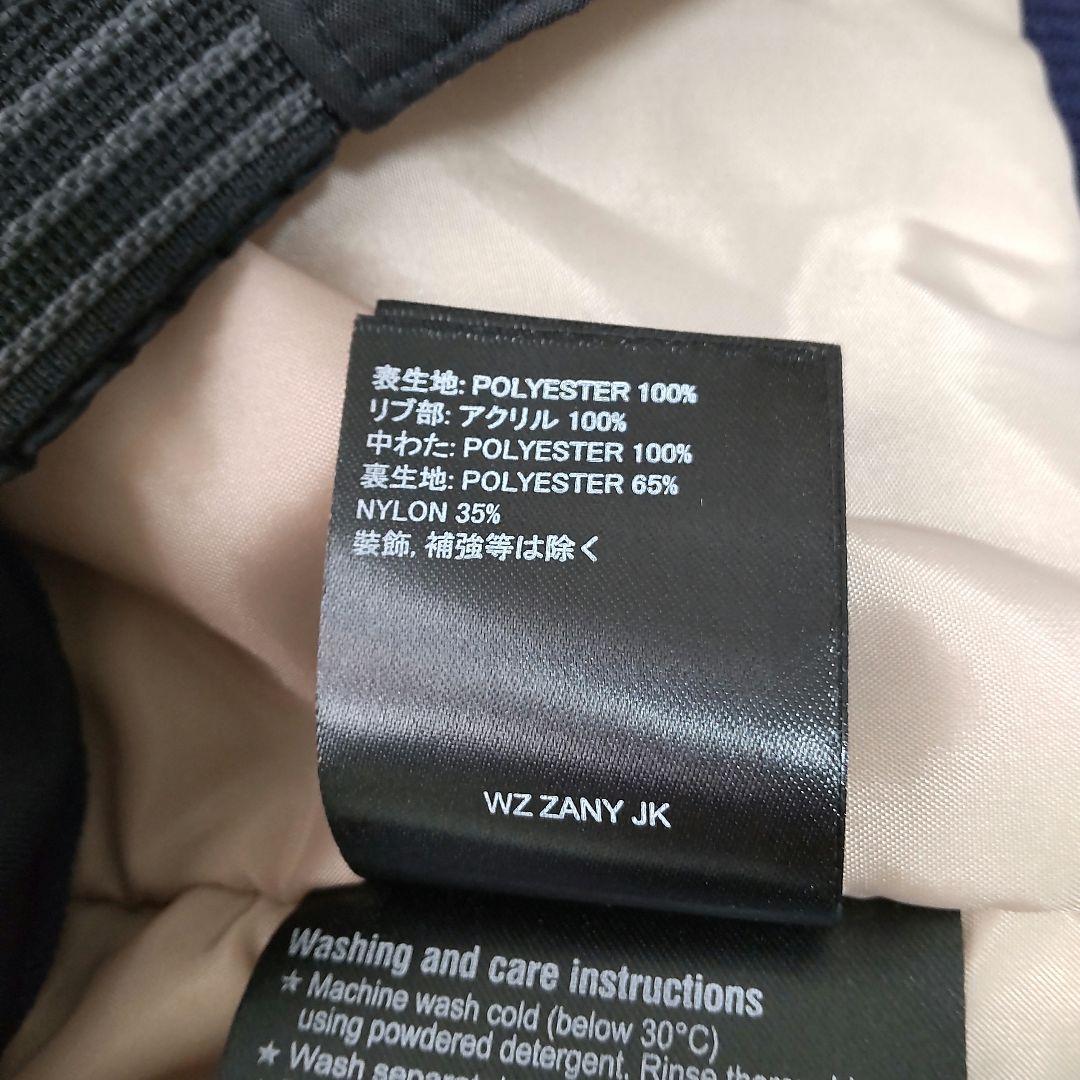 表生地: POLYESTER 100%
リブ部: アクリル 100%
中わた: POLYESTER 100%
裏生地: POLYESTER 65%
NYLON 35%
装飾, 補強等は除く
WZ ZANY JK
Washing and care instructions
★ Machine wash cold (below 30°C)
using powdered detergent. Rinse
★ Wash